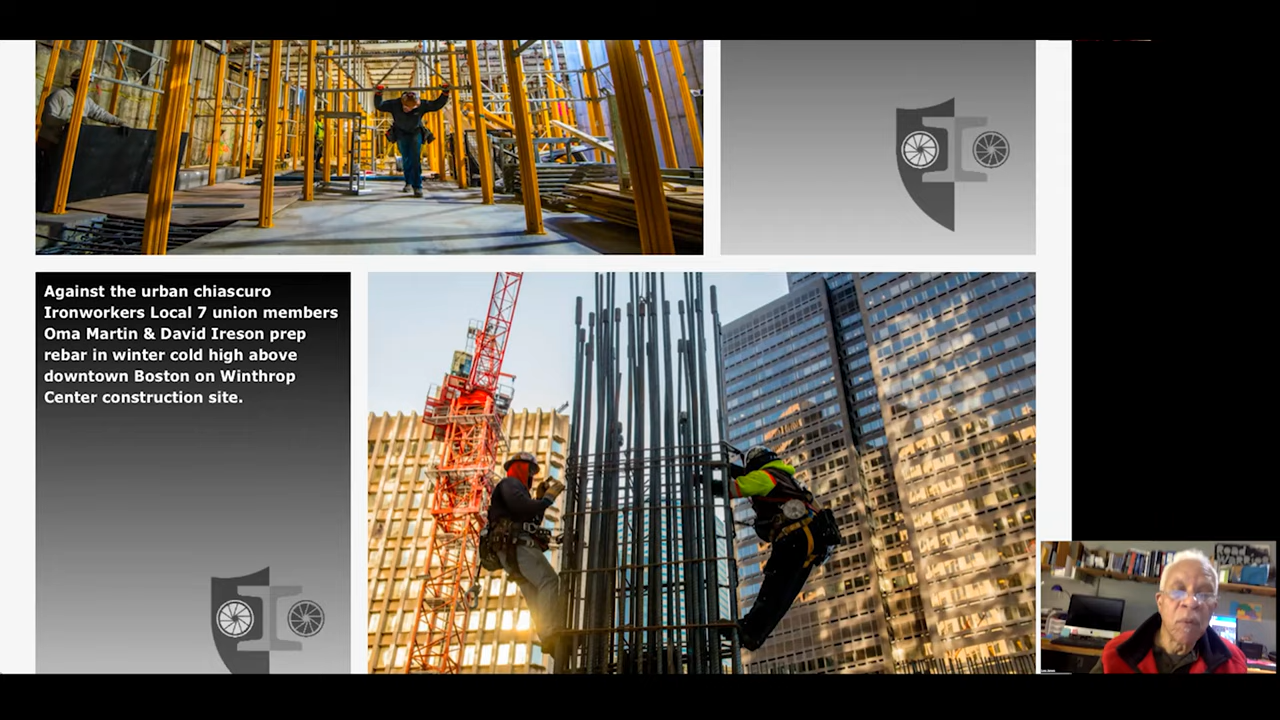 Against the urban chiascuro
Ironworkers Local 7 union members
Oma Martin & David Ireson prep
rebar in winter cold high above
downtown Boston on Winthrop
Center construction site.